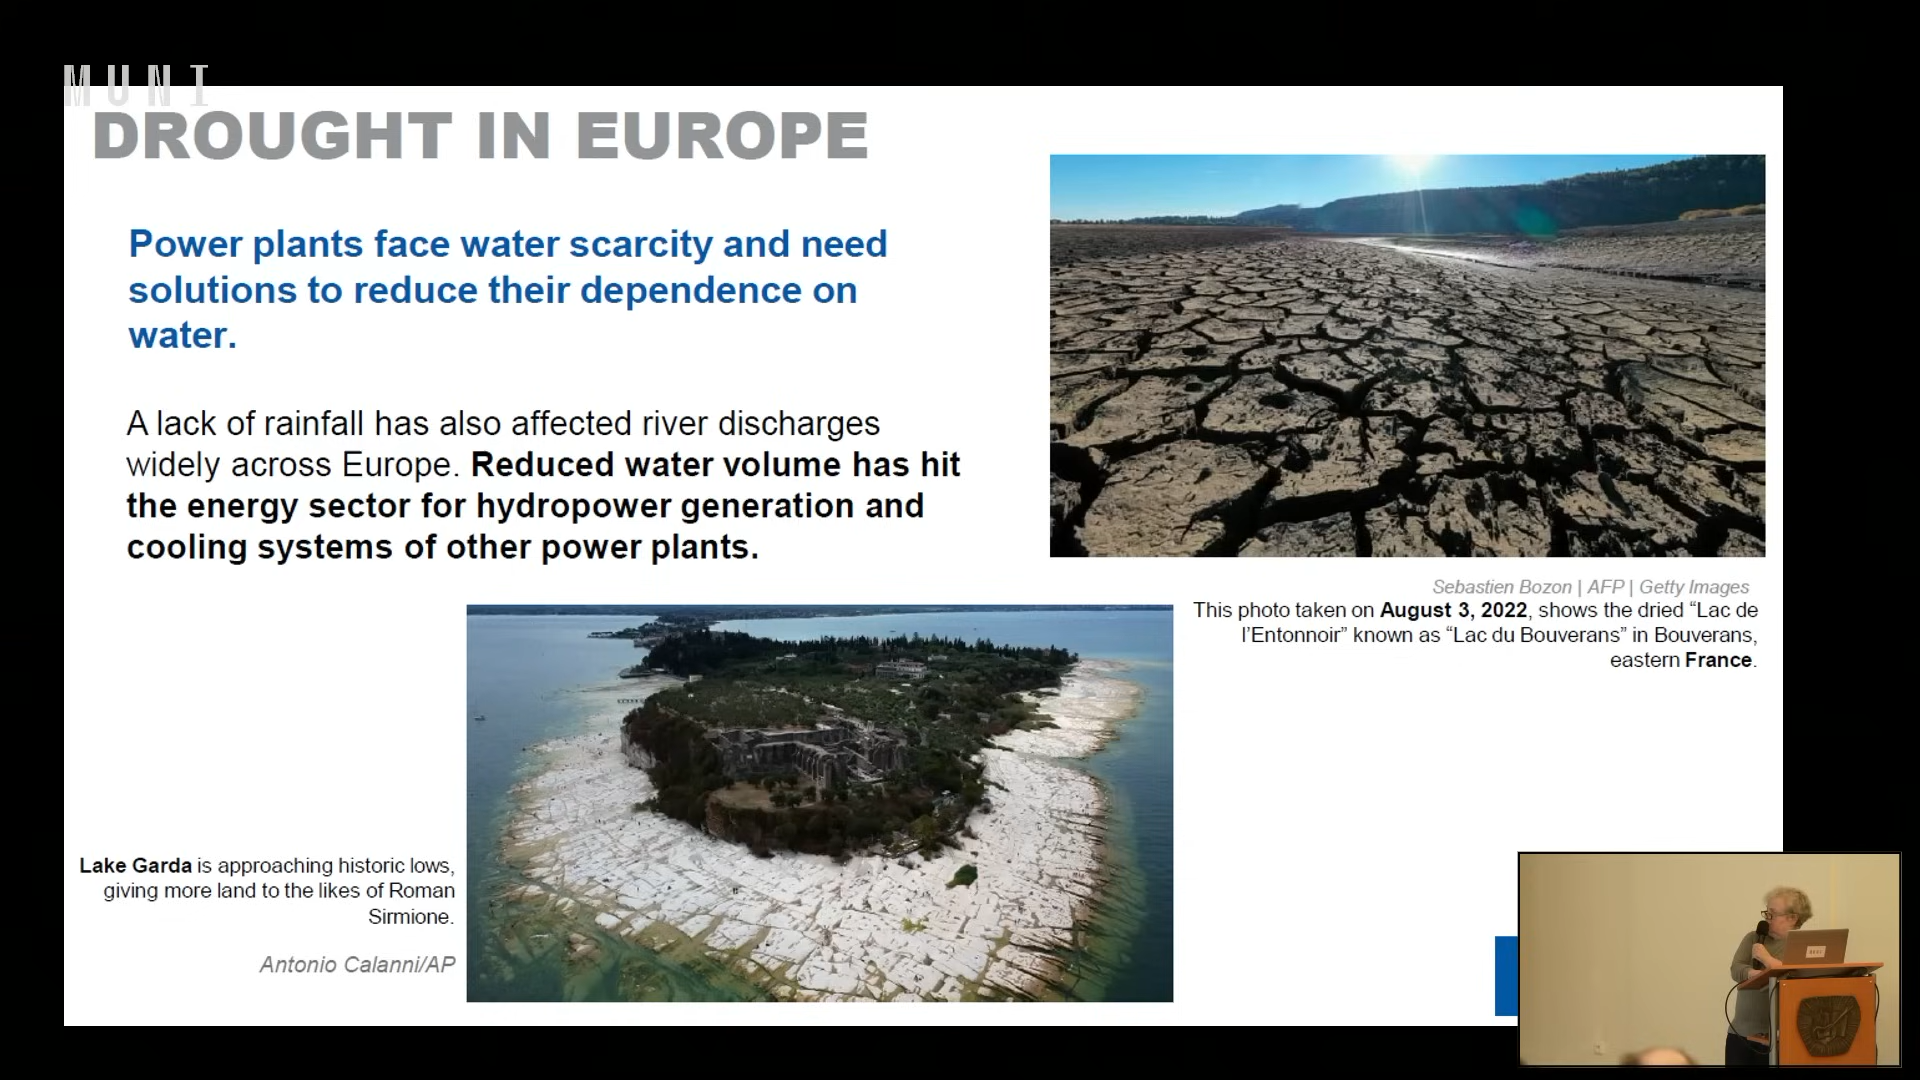 MUNI
DROUGHT IN EUROPE
Power plants face water scarcity and need
solutions to reduce their dependence on
water.
A lack of rainfall has also affected river discharges
widely across Europe. Reduced water volume has hit
the energy sector for hydropower generation and
cooling systems of other power plants.
Sebastien Bozon | AFP | Getty Images
This photo taken on August 3, 2022, shows the dried “Lac de
l’Entonnoir” known as “Lac du Bouverans” in Bouverans,
eastern France.
Lake Garda is approaching historic lows,
giving more land to the likes of Roman
Sirmione.
Antonio Calanni/AP